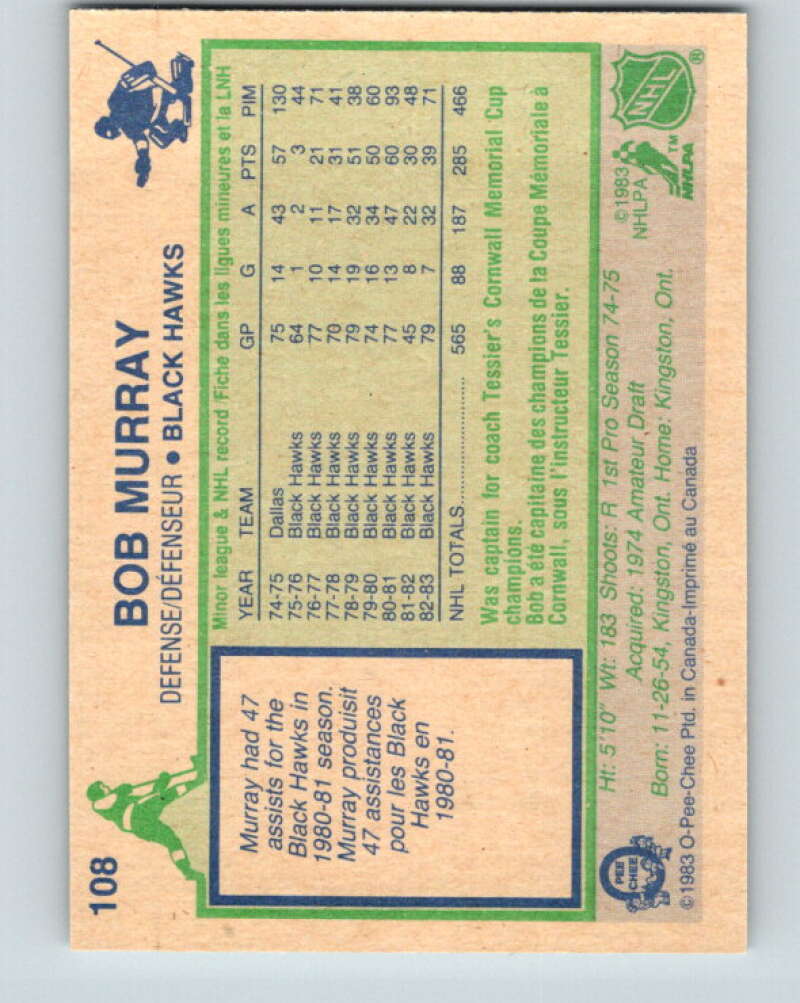 108
BOB MURRAY
DEFENSE/DÉFENSEUR • BLACK HAWKS
Murray had 47
assists for the
Black Hawks in
1980-81 season.
Murray produisit
47 assistances
pour les Black
Hawks en
1980-81.
Minor league & NHL record/Fiche dans les ligues mineures et la LNH
YEAR TEAM GP G A PTS PIM
74-75 Dallas 75 14 43 57 130
75-76 Black Hawks 64 1 2 3 44
76-77 Black Hawks 77 10 11 21 71
77-78 Black Hawks 70 14 17 31 41
78-79 Black Hawks 79 19 32 51 38
79-80 Black Hawks 74 16 34 50 60
80-81 Black Hawks 77 13 47 60 93
81-82 Black Hawks 45 8 22 30 48
82-83 Black Hawks 79 7 32 39 71
NHL TOTALS.................... 565 88 187 285 466
Was captain for coach Tessier's Cornwall Memorial Cup
champions.
Bob a été capitaine des champions de la Coupe Mémoriale à
Cornwall, sous l'instructeur Tessier.
Ht: 5'10" Wt: 183 Shoots: R 1st Pro Season 74-75
Acquired: 1974 Amateur Draft
Born: 11-26-54, Kingston, Ont. Home: Kingston, Ont.
©1983 O-Pee-Chee Ptd. in Canada-Imprimé au Canada
O
PEE
CHEE
©1983
NHLPA
NHLPA
TM
NHL
®